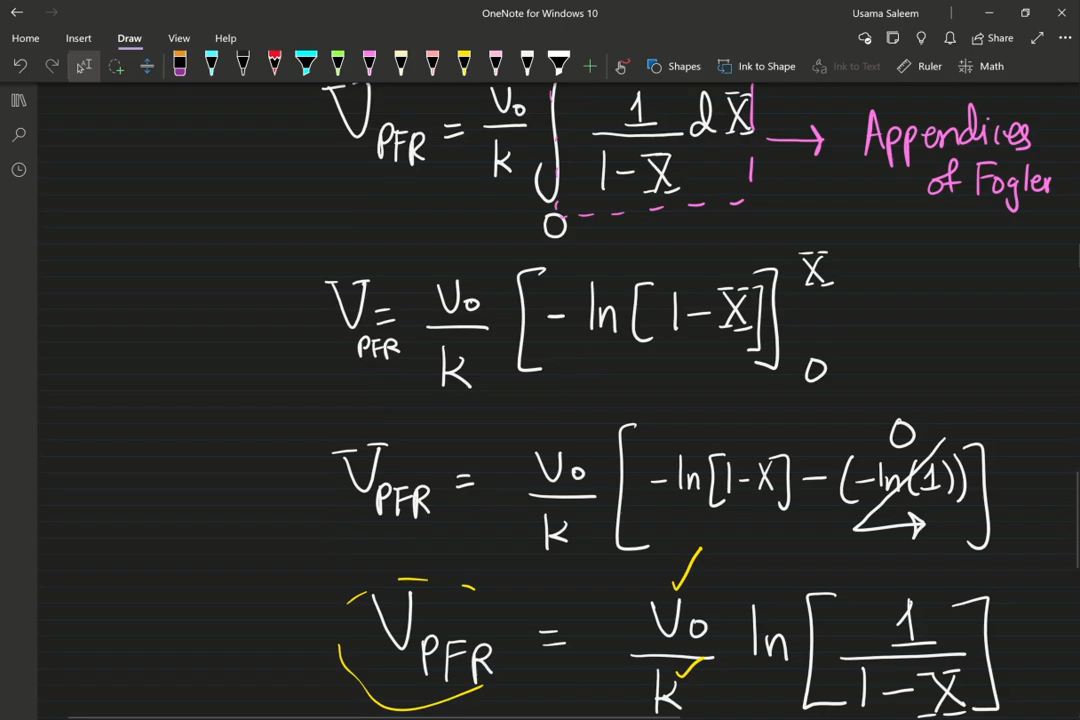 OneNote for Windows 10
Usama Saleem
Home Insert Draw View Help
Share
Shapes Ink to Shape Ink to Text Ruler Math
V_PFR = v₀/k ∫₀ 1/(1-X) dX → Appendices of Fogler
V_PFR = v₀/k [-ln[1-X]]₀^X
V_PFR = v₀/k [-ln[1-X] - (-ln(1))] 0
V_PFR = v₀/k ln[1/(1-X)]